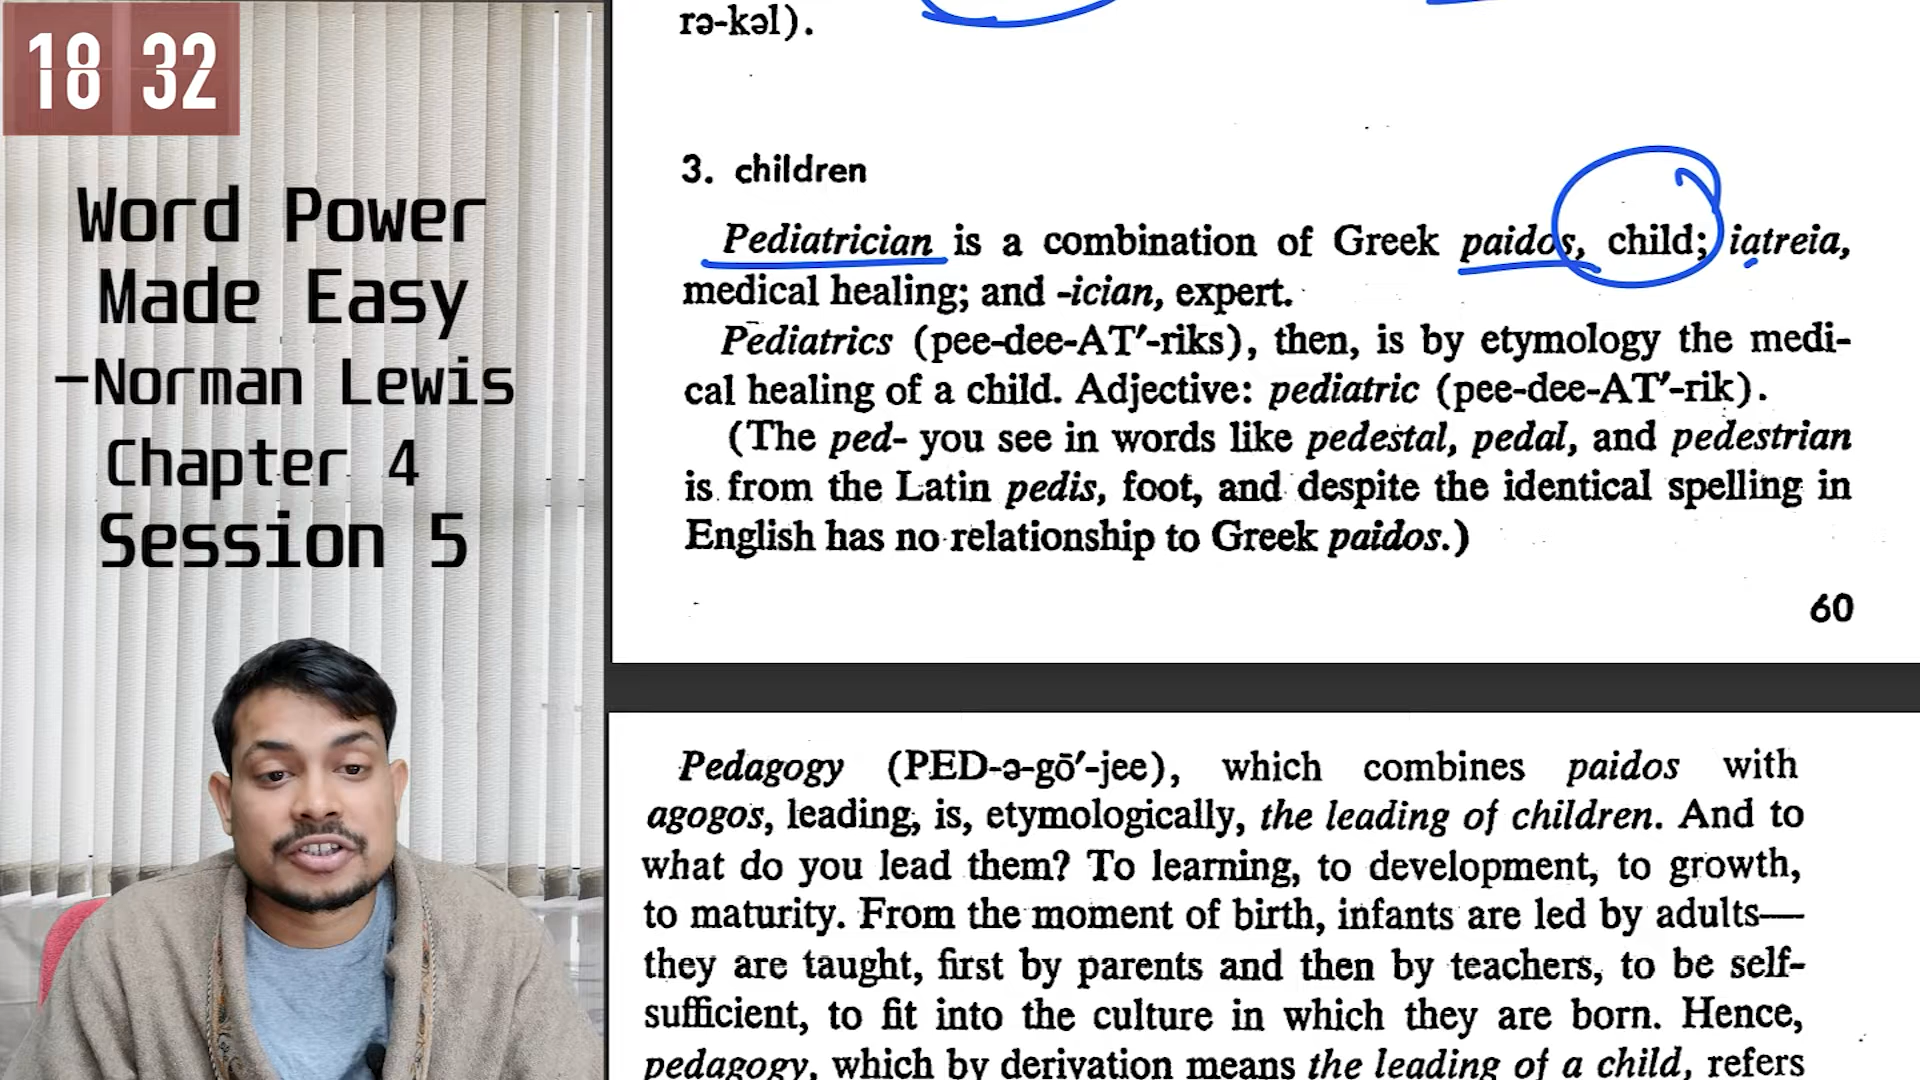 18 32
Word Power
Made Easy
-Norman Lewis
Chapter 4
Session 5
rə-kəl).
3. children
Pediatrician is a combination of Greek paidos, child; iatreia,
medical healing; and -ician, expert.
Pediatrics (pee-dee-AT′-riks), then, is by etymology the medi-
cal healing of a child. Adjective: pediatric (pee-dee-AT′-rik).
(The ped- you see in words like pedestal, pedal, and pedestrian
is from the Latin pedis, foot, and despite the identical spelling in
English has no relationship to Greek paidos.)
60
Pedagogy (PED-ə-gō′-jee), which combines paidos with
agogos, leading, is, etymologically, the leading of children. And to
what do you lead them? To learning, to development, to growth,
to maturity. From the moment of birth, infants are led by adults—
they are taught, first by parents and then by teachers, to be self-
sufficient, to fit into the culture in which they are born. Hence,
pedagogy, which by derivation means the leading of a child, refers